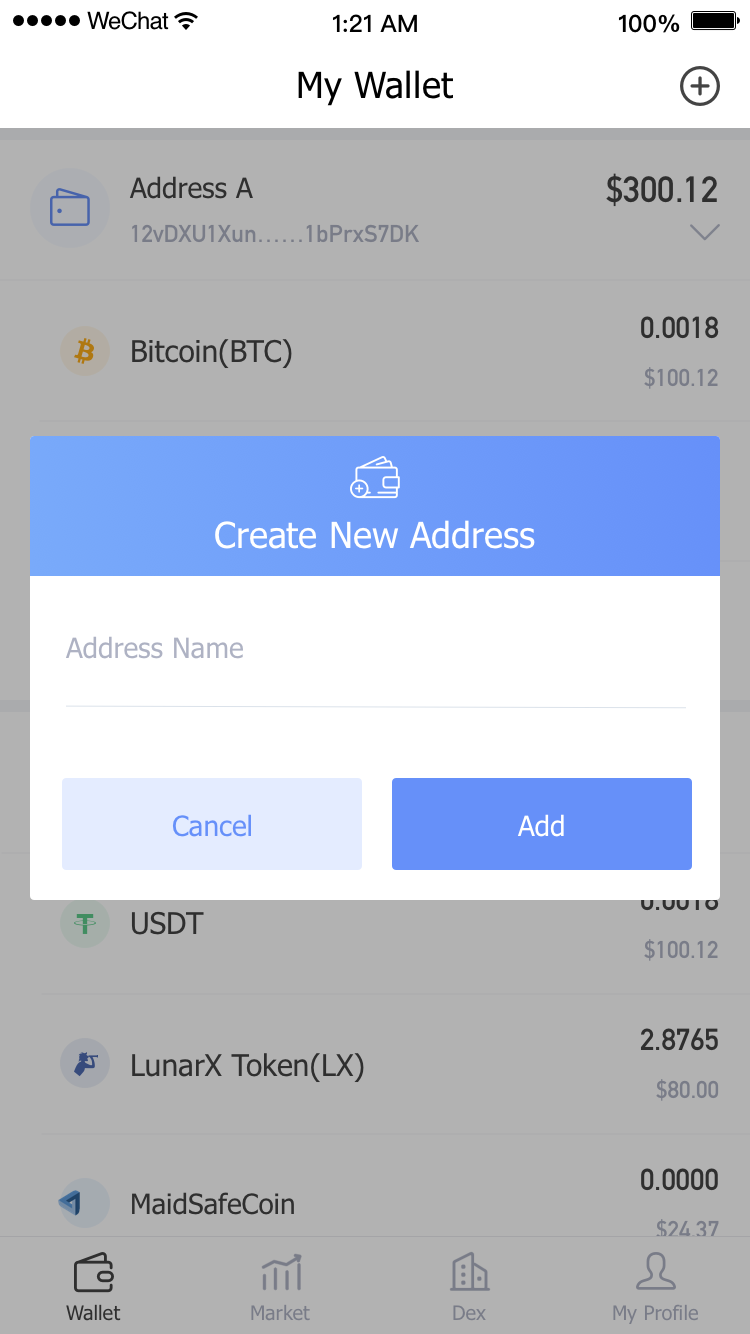 WeChat 1:21 AM 100%
My Wallet
Address A $300.12
12vDXU1Xun......1bPrxS7DK
0.0018
Bitcoin(BTC)
$100.12
Create New Address
Address Name
Cancel Add
USDT
$100.12
2.8765
LunarX Token(LX)
$80.00
0.0000
MaidSafeCoin
$24.37
Wallet Market Dex My Profile